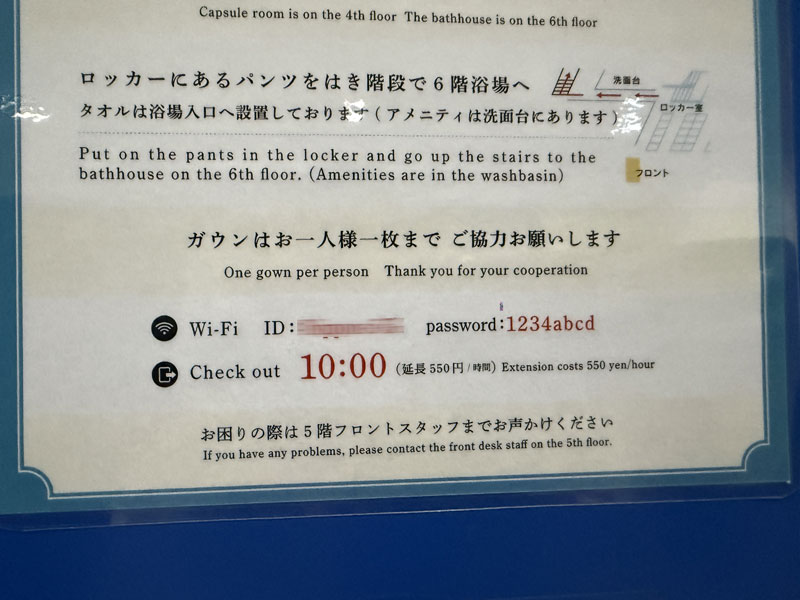 Capsule room is on the 4th floor The bathhouse is on the 6th floor
ロッカーにあるパンツをはき階段で6階浴場へ
タオルは浴場入口へ設置しております(アメニティは洗面台にあります)
洗面台
ロッカー室
フロント
Put on the pants in the locker and go up the stairs to the
bathhouse on the 6th floor. (Amenities are in the washbasin)
ガウンはお一人様一枚まで ご協力お願いします
One gown per person Thank you for your cooperation
Wi-Fi ID: password:1234abcd
Check out 10:00 (延長550円/時間) Extension costs 550 yen/hour
お困りの際は5階フロントスタッフまでお声かけください
If you have any problems, please contact the front desk staff on the 5th floor.